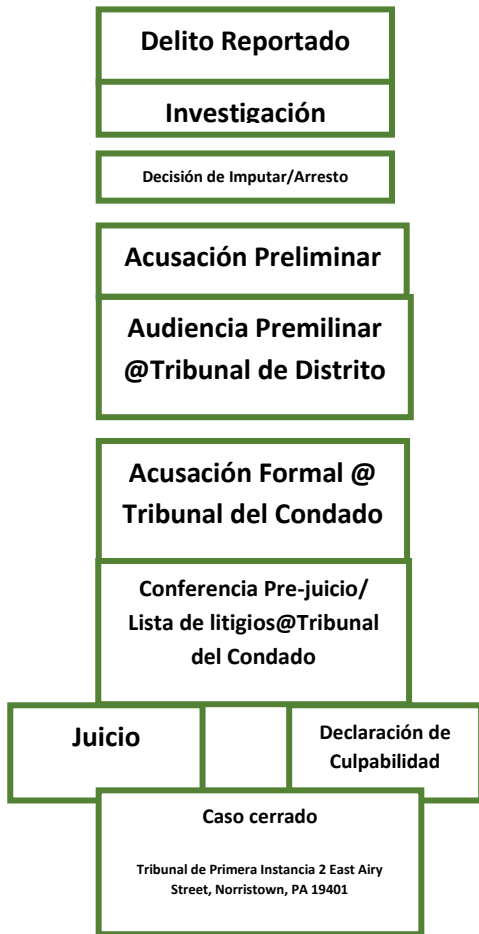 Delito Reportado
Investigación
Decisión de Imputar/Arresto
Acusación Preliminar
Audiencia Premilinar
@Tribunal de Distrito
Acusación Formal @
Tribunal del Condado
Conferencia Pre-juicio/
Lista de litigios@Tribunal
del Condado
Juicio
Declaración de
Culpabilidad
Caso cerrado
Tribunal de Primera Instancia 2 East Airy
Street, Norristown, PA 19401